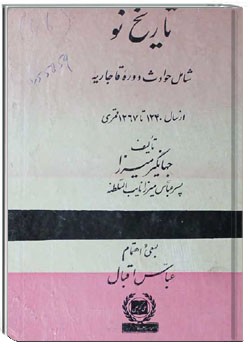 تاریخ نو
شامل حوادث دورهٔ قاجاریه
از سال ۱۲۴۰ تا ۱۲۶۷ قمری
تألیف
جهانگیر میرزا
پسر عباس میرزا نایب السلطنه
بسعی و اهتمام
عباس اقبال